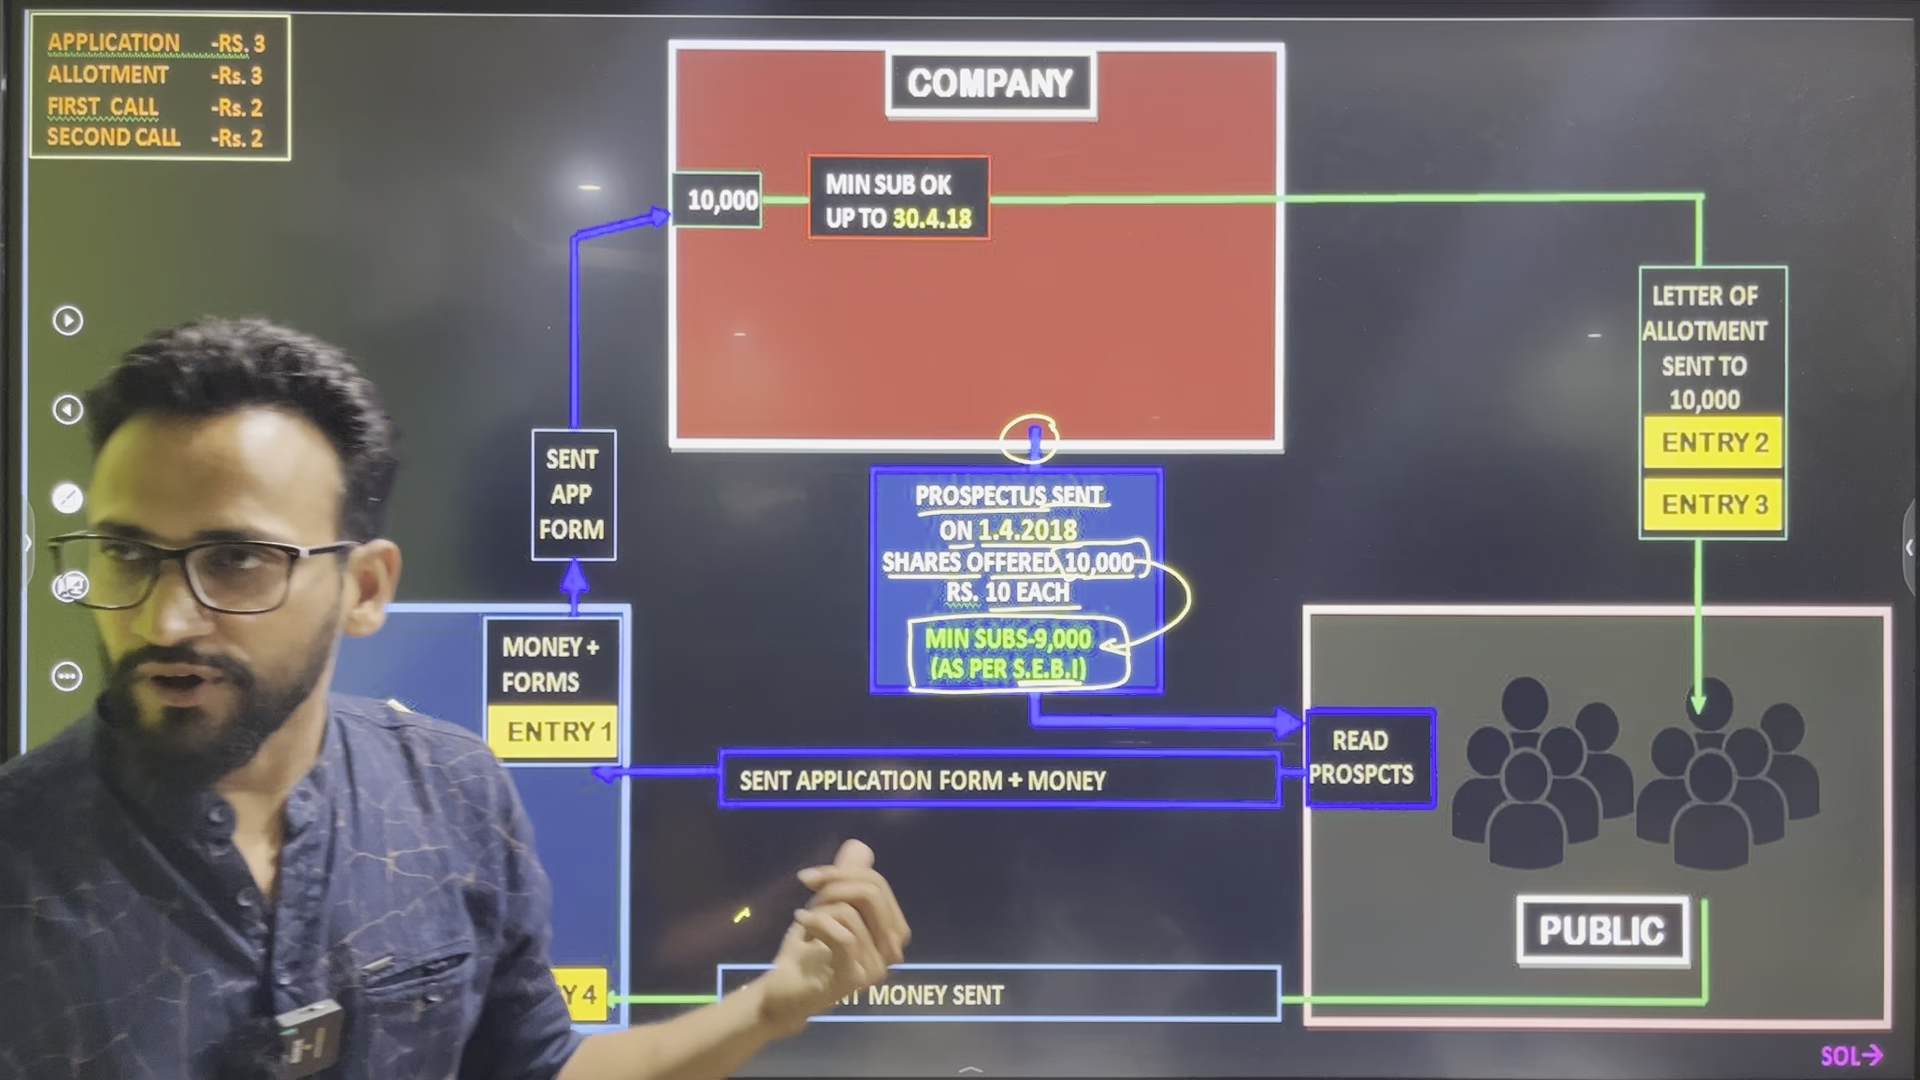 APPLICATION -RS. 3
ALLOTMENT -Rs. 3
FIRST CALL -Rs. 2
SECOND CALL -Rs. 2
COMPANY
10,000
MIN SUB OK
UP TO 30.4.18
LETTER OF
ALLOTMENT
SENT TO
10,000
ENTRY 2
ENTRY 3
SENT
APP
FORM
PROSPECTUS SENT
ON 1.4.2018
SHARES OFFERED 10,000
RS. 10 EACH
MIN SUBS-9,000
(AS PER S.E.B.I)
MONEY +
FORMS
ENTRY 1
READ
PROSPCTS
SENT APPLICATION FORM + MONEY
PUBLIC
4
MONEY SENT
SOL→